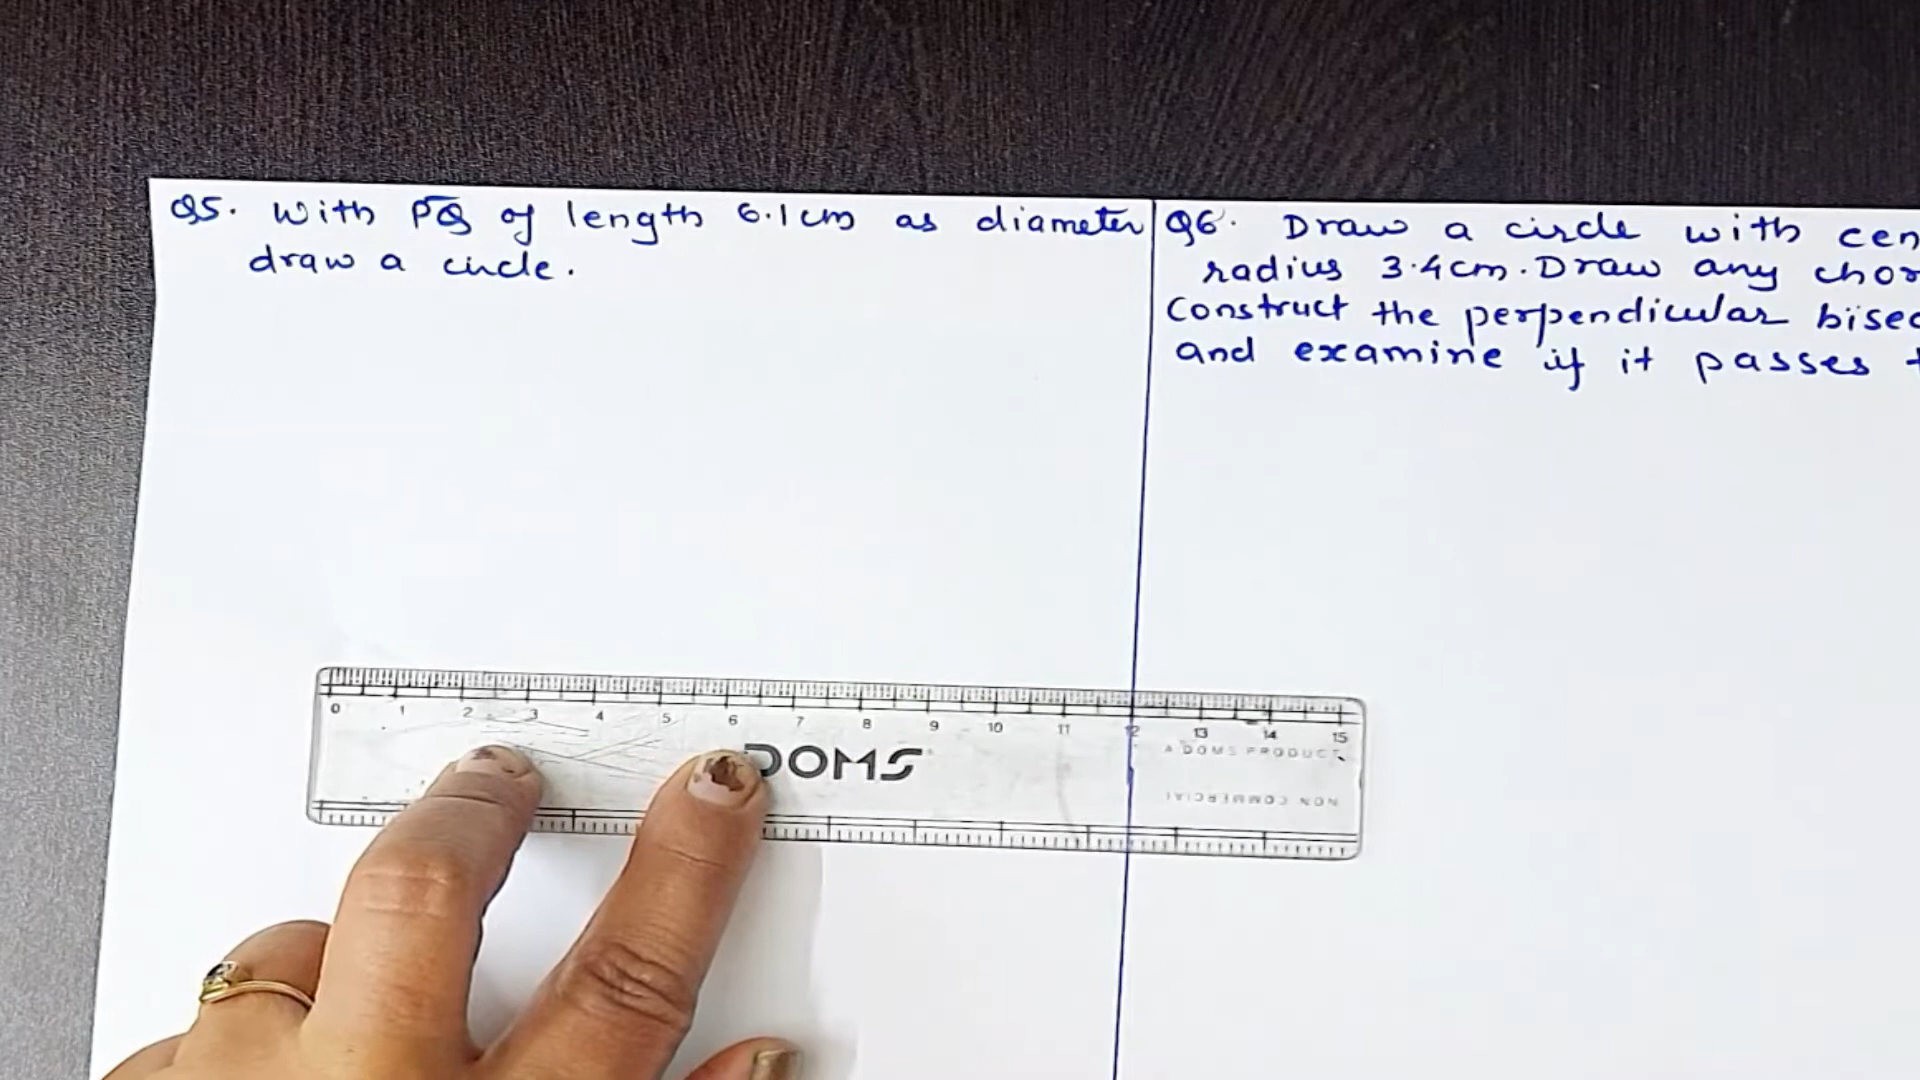 Q5. With PQ of length 6.1cm as diameter
draw a circle.
Q6. Draw a circle with cen
radius 3.4cm. Draw any chor
Construct the perpendicular bisec
and examine if it passes t
0 1 2 3 4 5 6 7 8 9 10 11 12 13 14 15
DOMS
A DOMS PRODUCT
NON COMMERCIAL